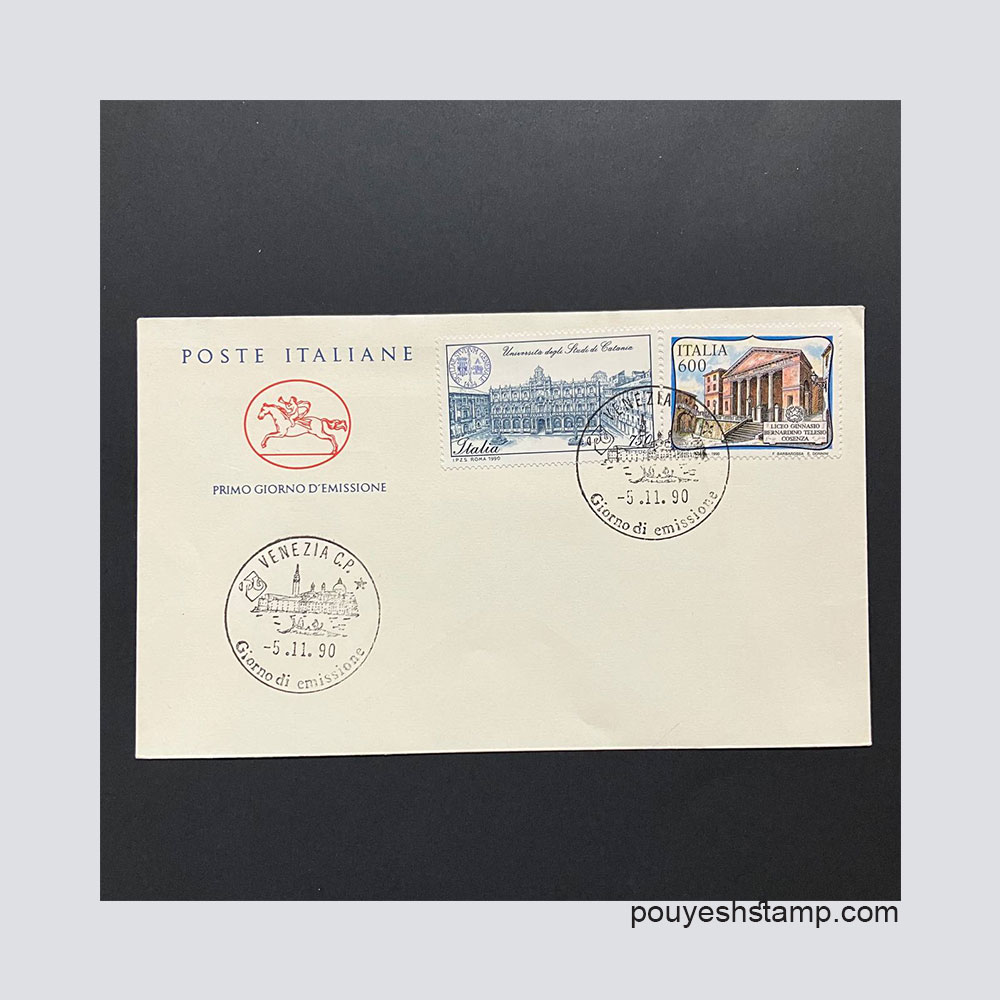 POSTE ITALIANE
PRIMO GIORNO D'EMISSIONE
Università degli Studi di Catania
Italia
750
I.P.Z.S. ROMA 1990
ITALIA
600
LICEO GINNASIO
BERNARDINO TELESIO
COSENZA
VENEZIA C.P.
-5.11.90
Giorno di emissione
VENEZIA C.P.
-5.11.90
Giorno di emissione
pouyeshstamp.com